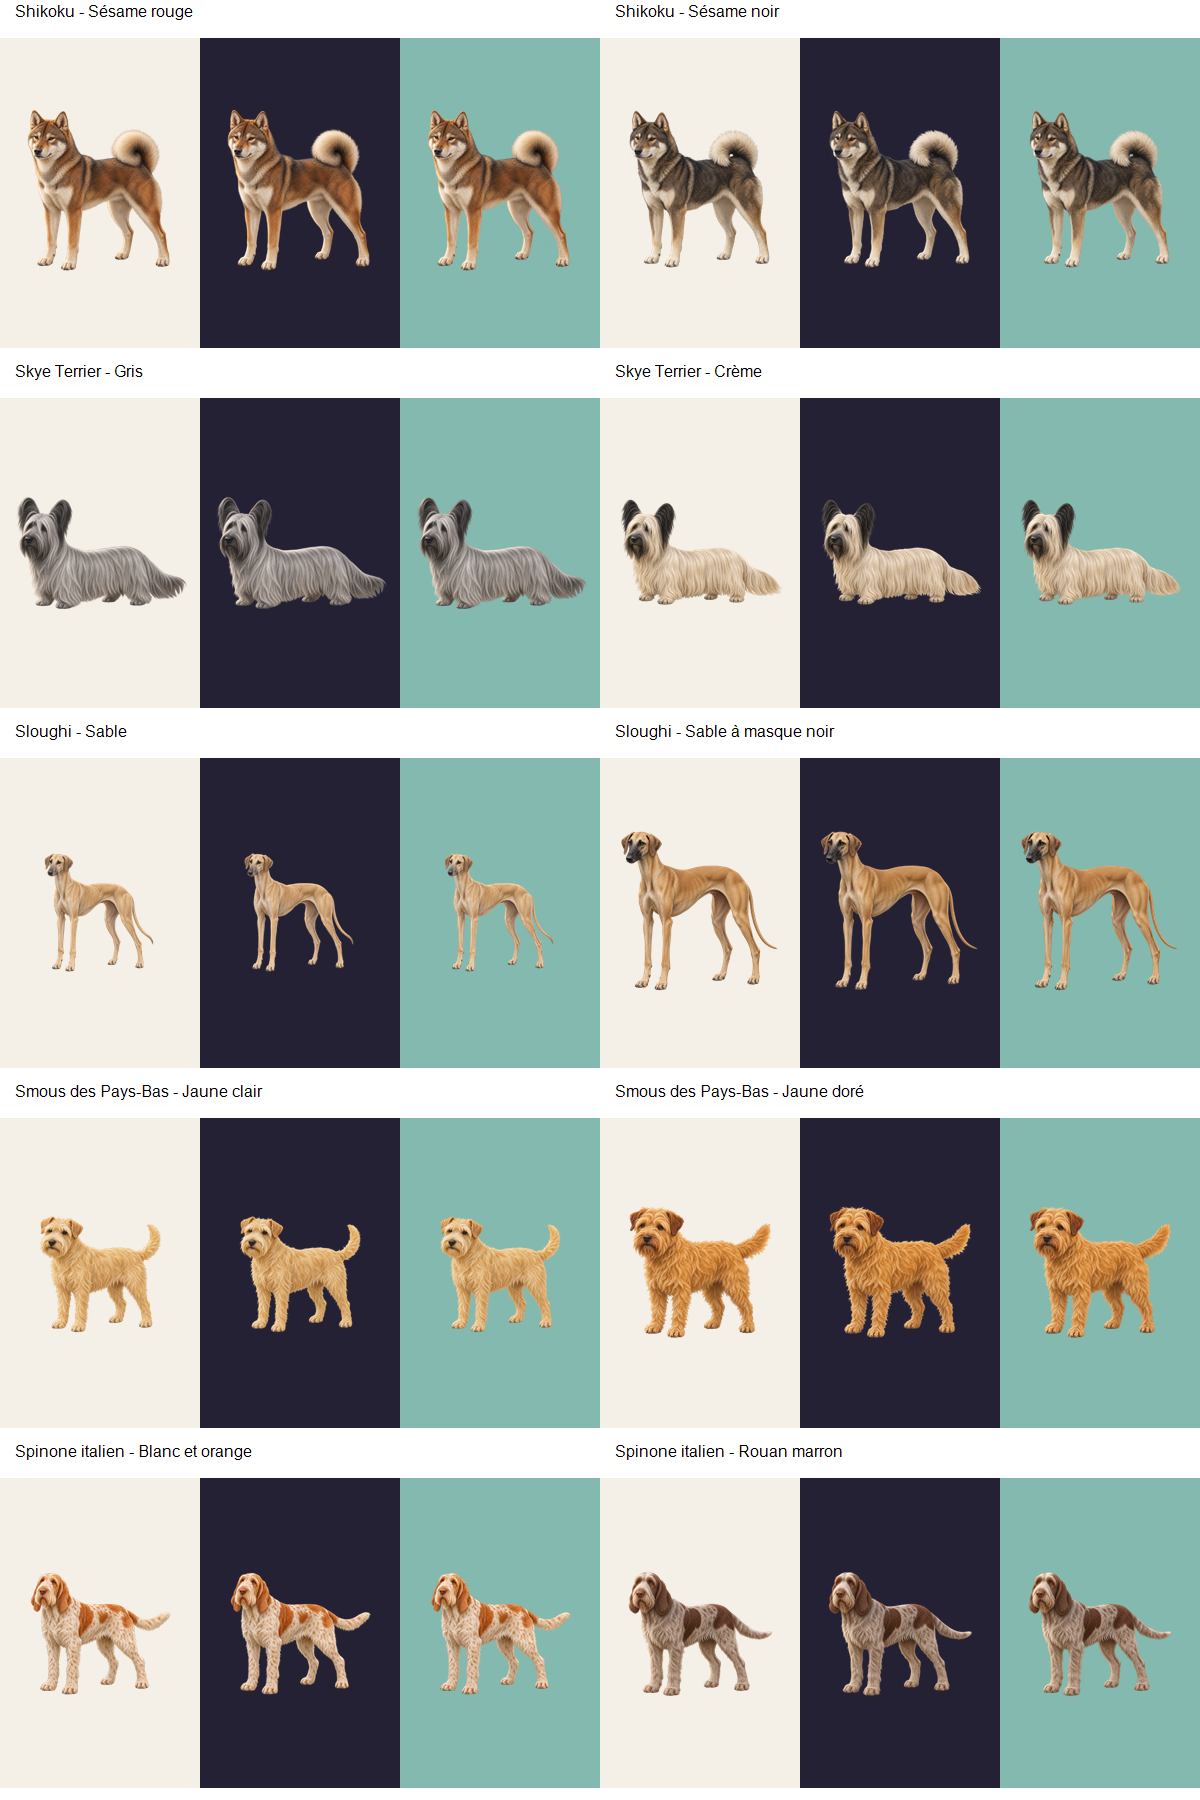 Shikoku - Sésame rouge
Shikoku - Sésame noir
Skye Terrier - Gris
Skye Terrier - Crème
Sloughi - Sable
Sloughi - Sable à masque noir
Smous des Pays-Bas - Jaune clair
Smous des Pays-Bas - Jaune doré
Spinone italien - Blanc et orange
Spinone italien - Rouan marron